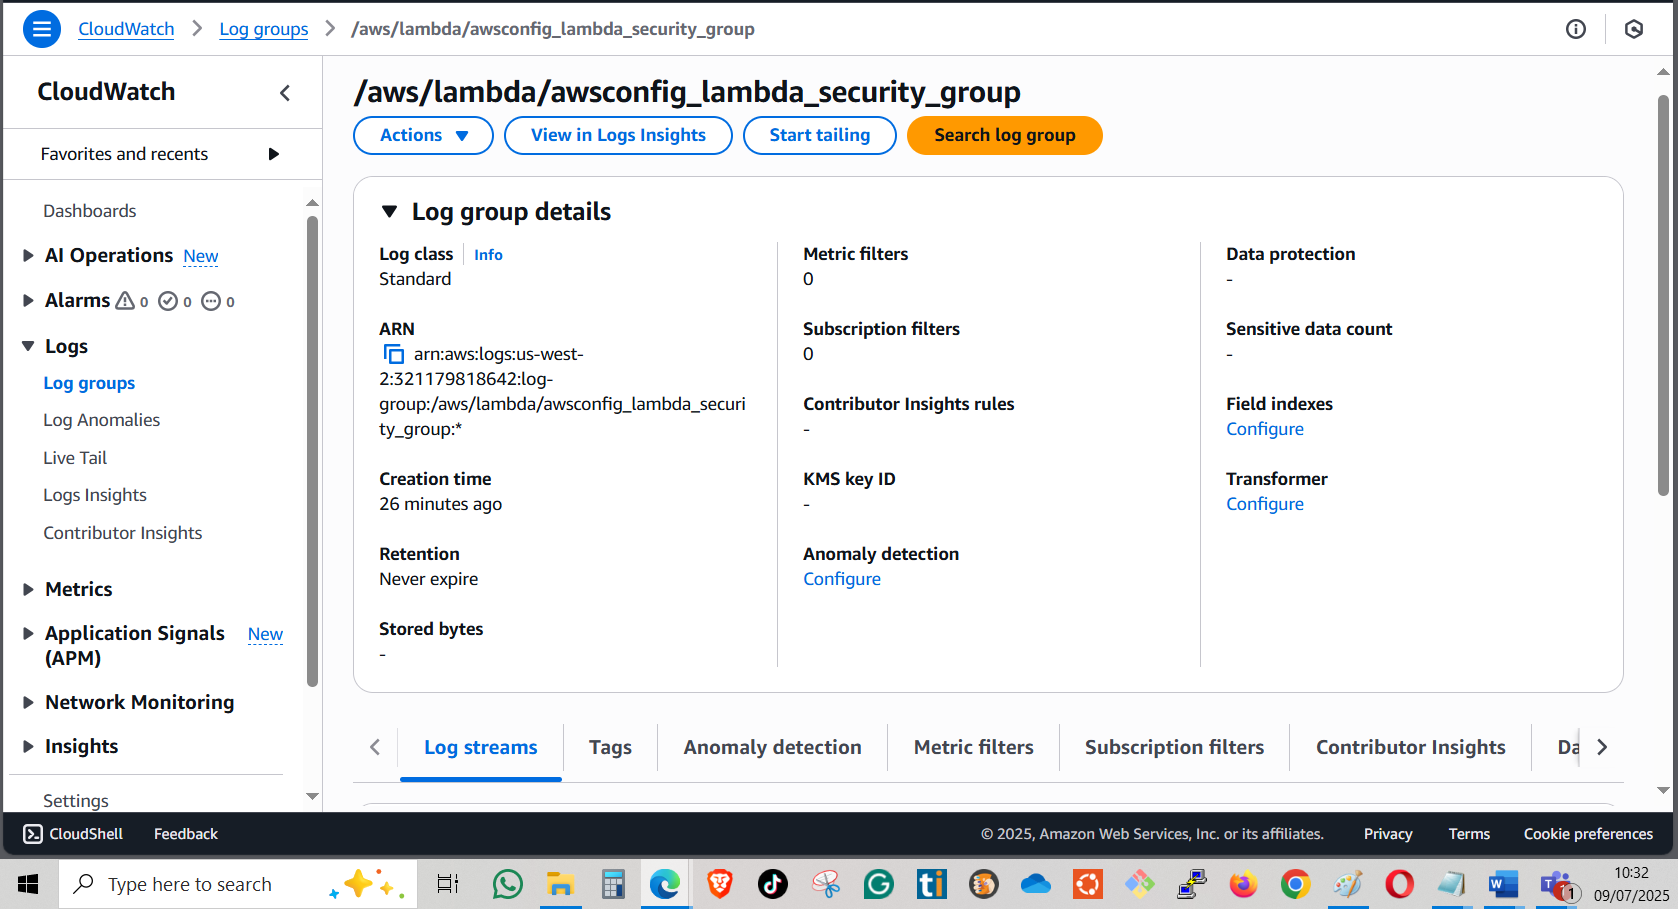 CloudWatch > Log groups > /aws/lambda/awsconfig_lambda_security_group
CloudWatch
Favorites and recents
Dashboards
AI Operations New
Alarms 0 0 0
Logs
Log groups
Log Anomalies
Live Tail
Logs Insights
Contributor Insights
Metrics
Application Signals New
(APM)
Network Monitoring
Insights
Settings
/aws/lambda/awsconfig_lambda_security_group
Actions View in Logs Insights Start tailing Search log group
Log group details
Log class Info
Standard
ARN
arn:aws:logs:us-west-
2:321179818642:log-
group:/aws/lambda/awsconfig_lambda_securi
ty_group:*
Creation time
26 minutes ago
Retention
Never expire
Stored bytes
-
Metric filters
0
Subscription filters
0
Contributor Insights rules
-
KMS key ID
-
Anomaly detection
Configure
Data protection
-
Sensitive data count
-
Field indexes
Configure
Transformer
Configure
Log streams Tags Anomaly detection Metric filters Subscription filters Contributor Insights Da
CloudShell Feedback © 2025, Amazon Web Services, Inc. or its affiliates. Privacy Terms Cookie preferences
Type here to search
10:32
09/07/2025